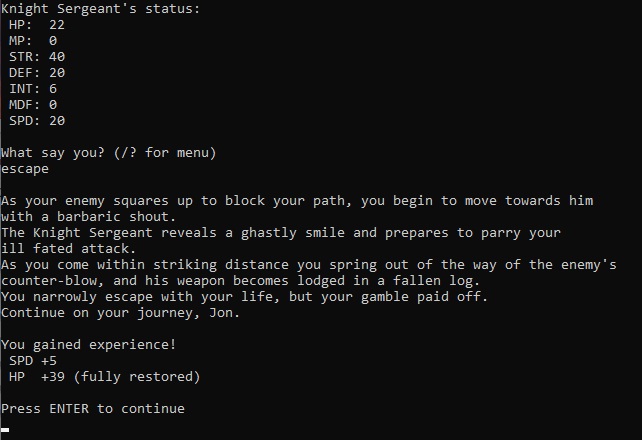 Knight Sergeant's status:
HP:  22
MP:  0
STR: 40
DEF: 20
INT: 6
MDF: 0
SPD: 20
What say you? (/? for menu)
escape
As your enemy squares up to block your path, you begin to move towards him
with a barbaric shout.
The Knight Sergeant reveals a ghastly smile and prepares to parry your
ill fated attack.
As you come within striking distance you spring out of the way of the enemy's
counter-blow, and his weapon becomes lodged in a fallen log.
You narrowly escape with your life, but your gamble paid off.
Continue on your journey, Jon.
You gained experience!
SPD +5
HP  +39 (fully restored)
Press ENTER to continue